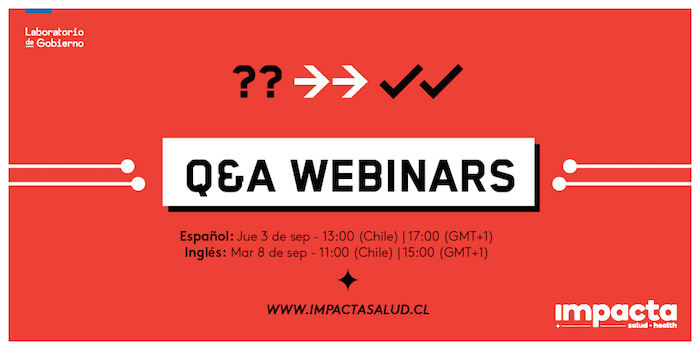 Laboratorio
de Gobierno
??
Q&A WEBINARS
Español: Jue 3 de sep - 13:00 (Chile) | 17:00 (GMT+1)
Inglés: Mar 8 de sep - 11:00 (Chile) | 15:00 (GMT+1)
WWW.IMPACTASALUD.CL
impacta
salud + health